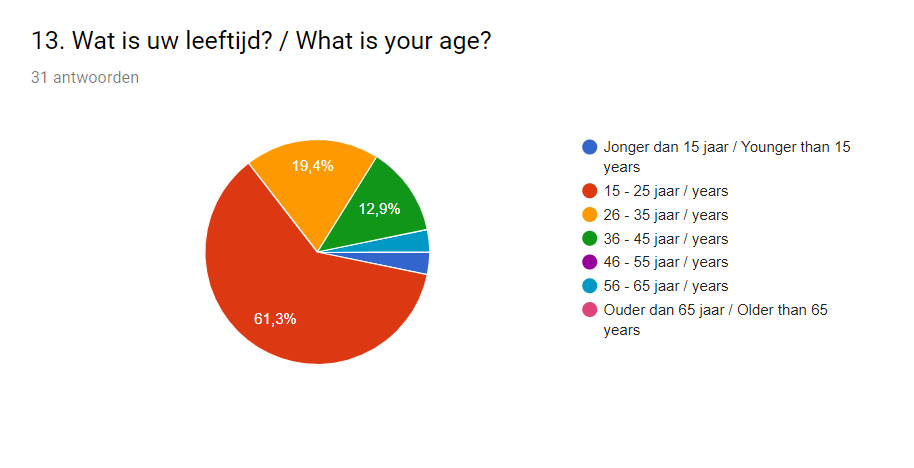 13. Wat is uw leeftijd? / What is your age?
31 antwoorden
19,4%
12,9%
61,3%
Jonger dan 15 jaar / Younger than 15
years
15 - 25 jaar / years
26 - 35 jaar / years
36 - 45 jaar / years
46 - 55 jaar / years
56 - 65 jaar / years
Ouder dan 65 jaar / Older than 65
years